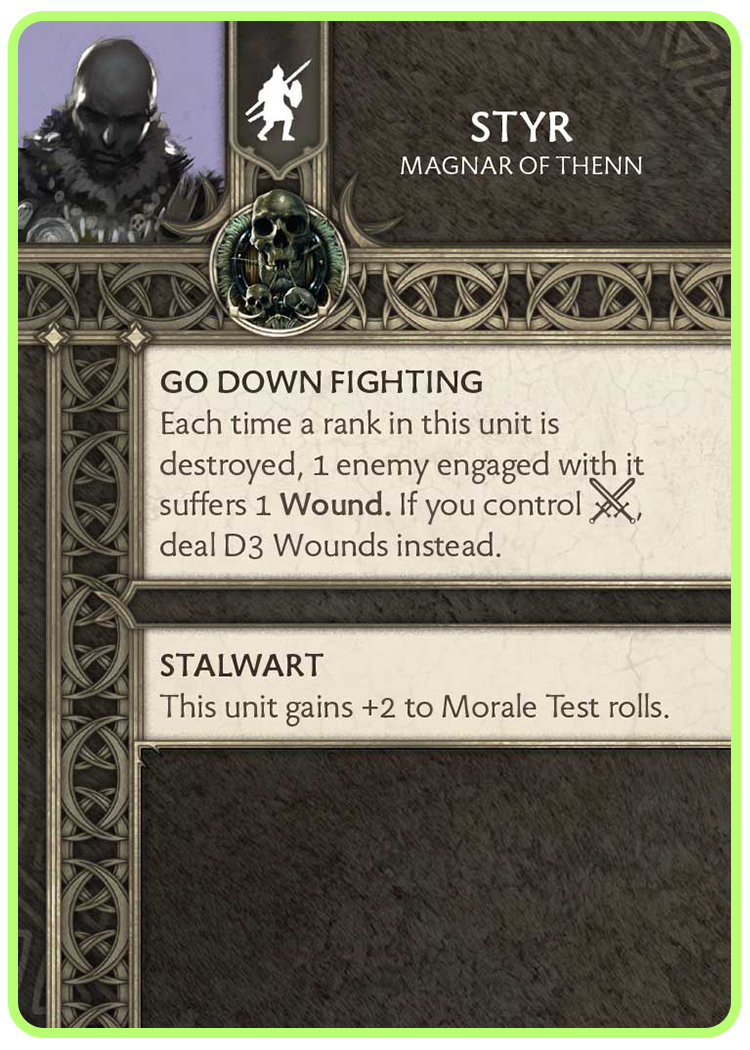 STYR
MAGNAR OF THENN
GO DOWN FIGHTING
Each time a rank in this unit is
destroyed, 1 enemy engaged with it
suffers 1 Wound. If you control ,
deal D3 Wounds instead.
STALWART
This unit gains +2 to Morale Test rolls.